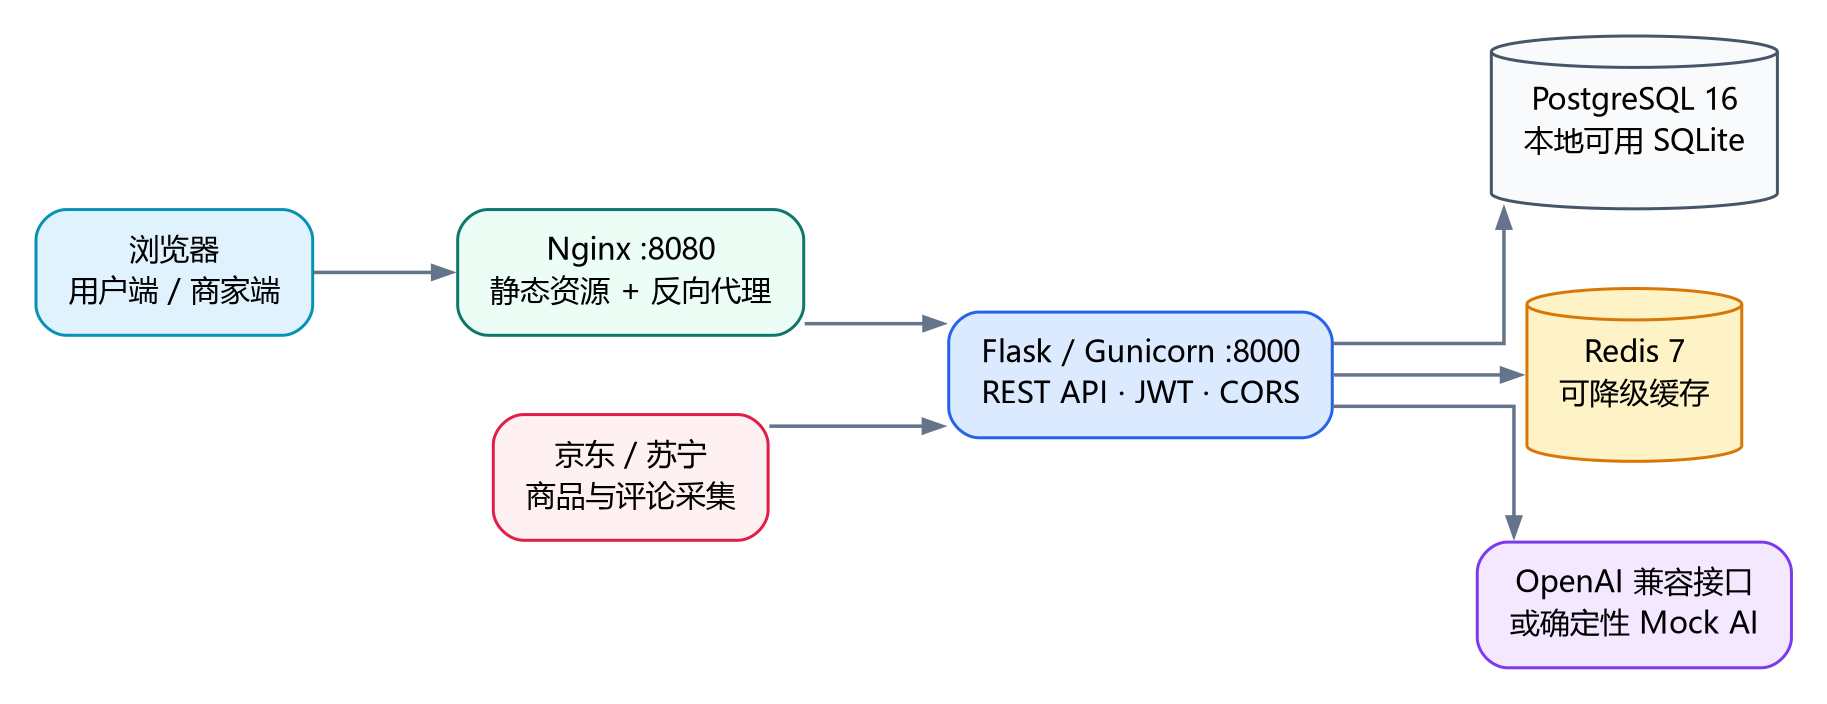 浏览器
用户端 / 商家端
Nginx :8080
静态资源 + 反向代理
京东 / 苏宁
商品与评论采集
Flask / Gunicorn :8000
REST API · JWT · CORS
PostgreSQL 16
本地可用 SQLite
Redis 7
可降级缓存
OpenAI 兼容接口
或确定性 Mock AI